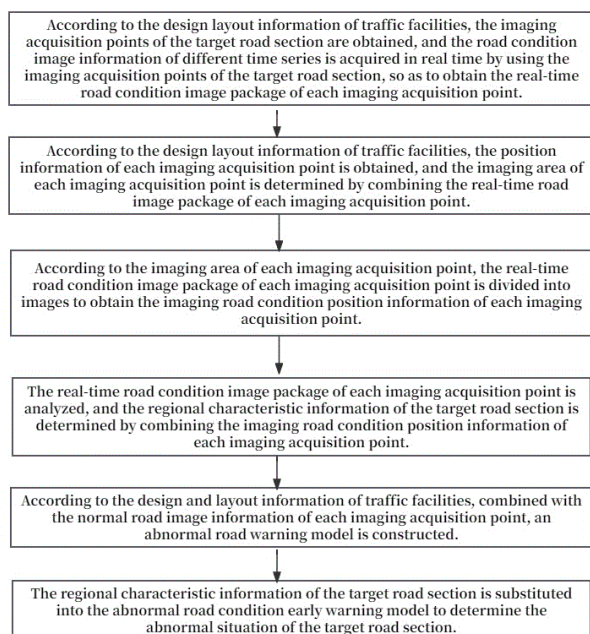 According to the design layout information of traffic facilities, the imaging
acquisition points of the target road section are obtained, and the road condition
image information of different time series is acquired in real time by using the
imaging acquisition points of the target road section, so as to obtain the real-time
road condition image package of each imaging acquisition point.
According to the design layout information of traffic facilities, the position
information of each imaging acquisition point is obtained, and the imaging area of
each imaging acquisition point is determined by combining the real-time road
image package of each imaging acquisition point.
According to the imaging area of each imaging acquisition point, the real-time
road condition image package of each imaging acquisition point is divided into
images to obtain the imaging road condition position information of each imaging
acquisition point.
The real-time road condition image package of each imaging acquisition point is
analyzed, and the regional characteristic information of the target road section is
determined by combining the imaging road condition position information of
each imaging acquisition point.
According to the design and layout information of traffic facilities, combined with
the normal road image information of each imaging acquisition point, an
abnormal road warning model is constructed.
The regional characteristic information of the target road section is substituted
into the abnormal road condition early warning model to determine the
abnormal situation of the target road section.